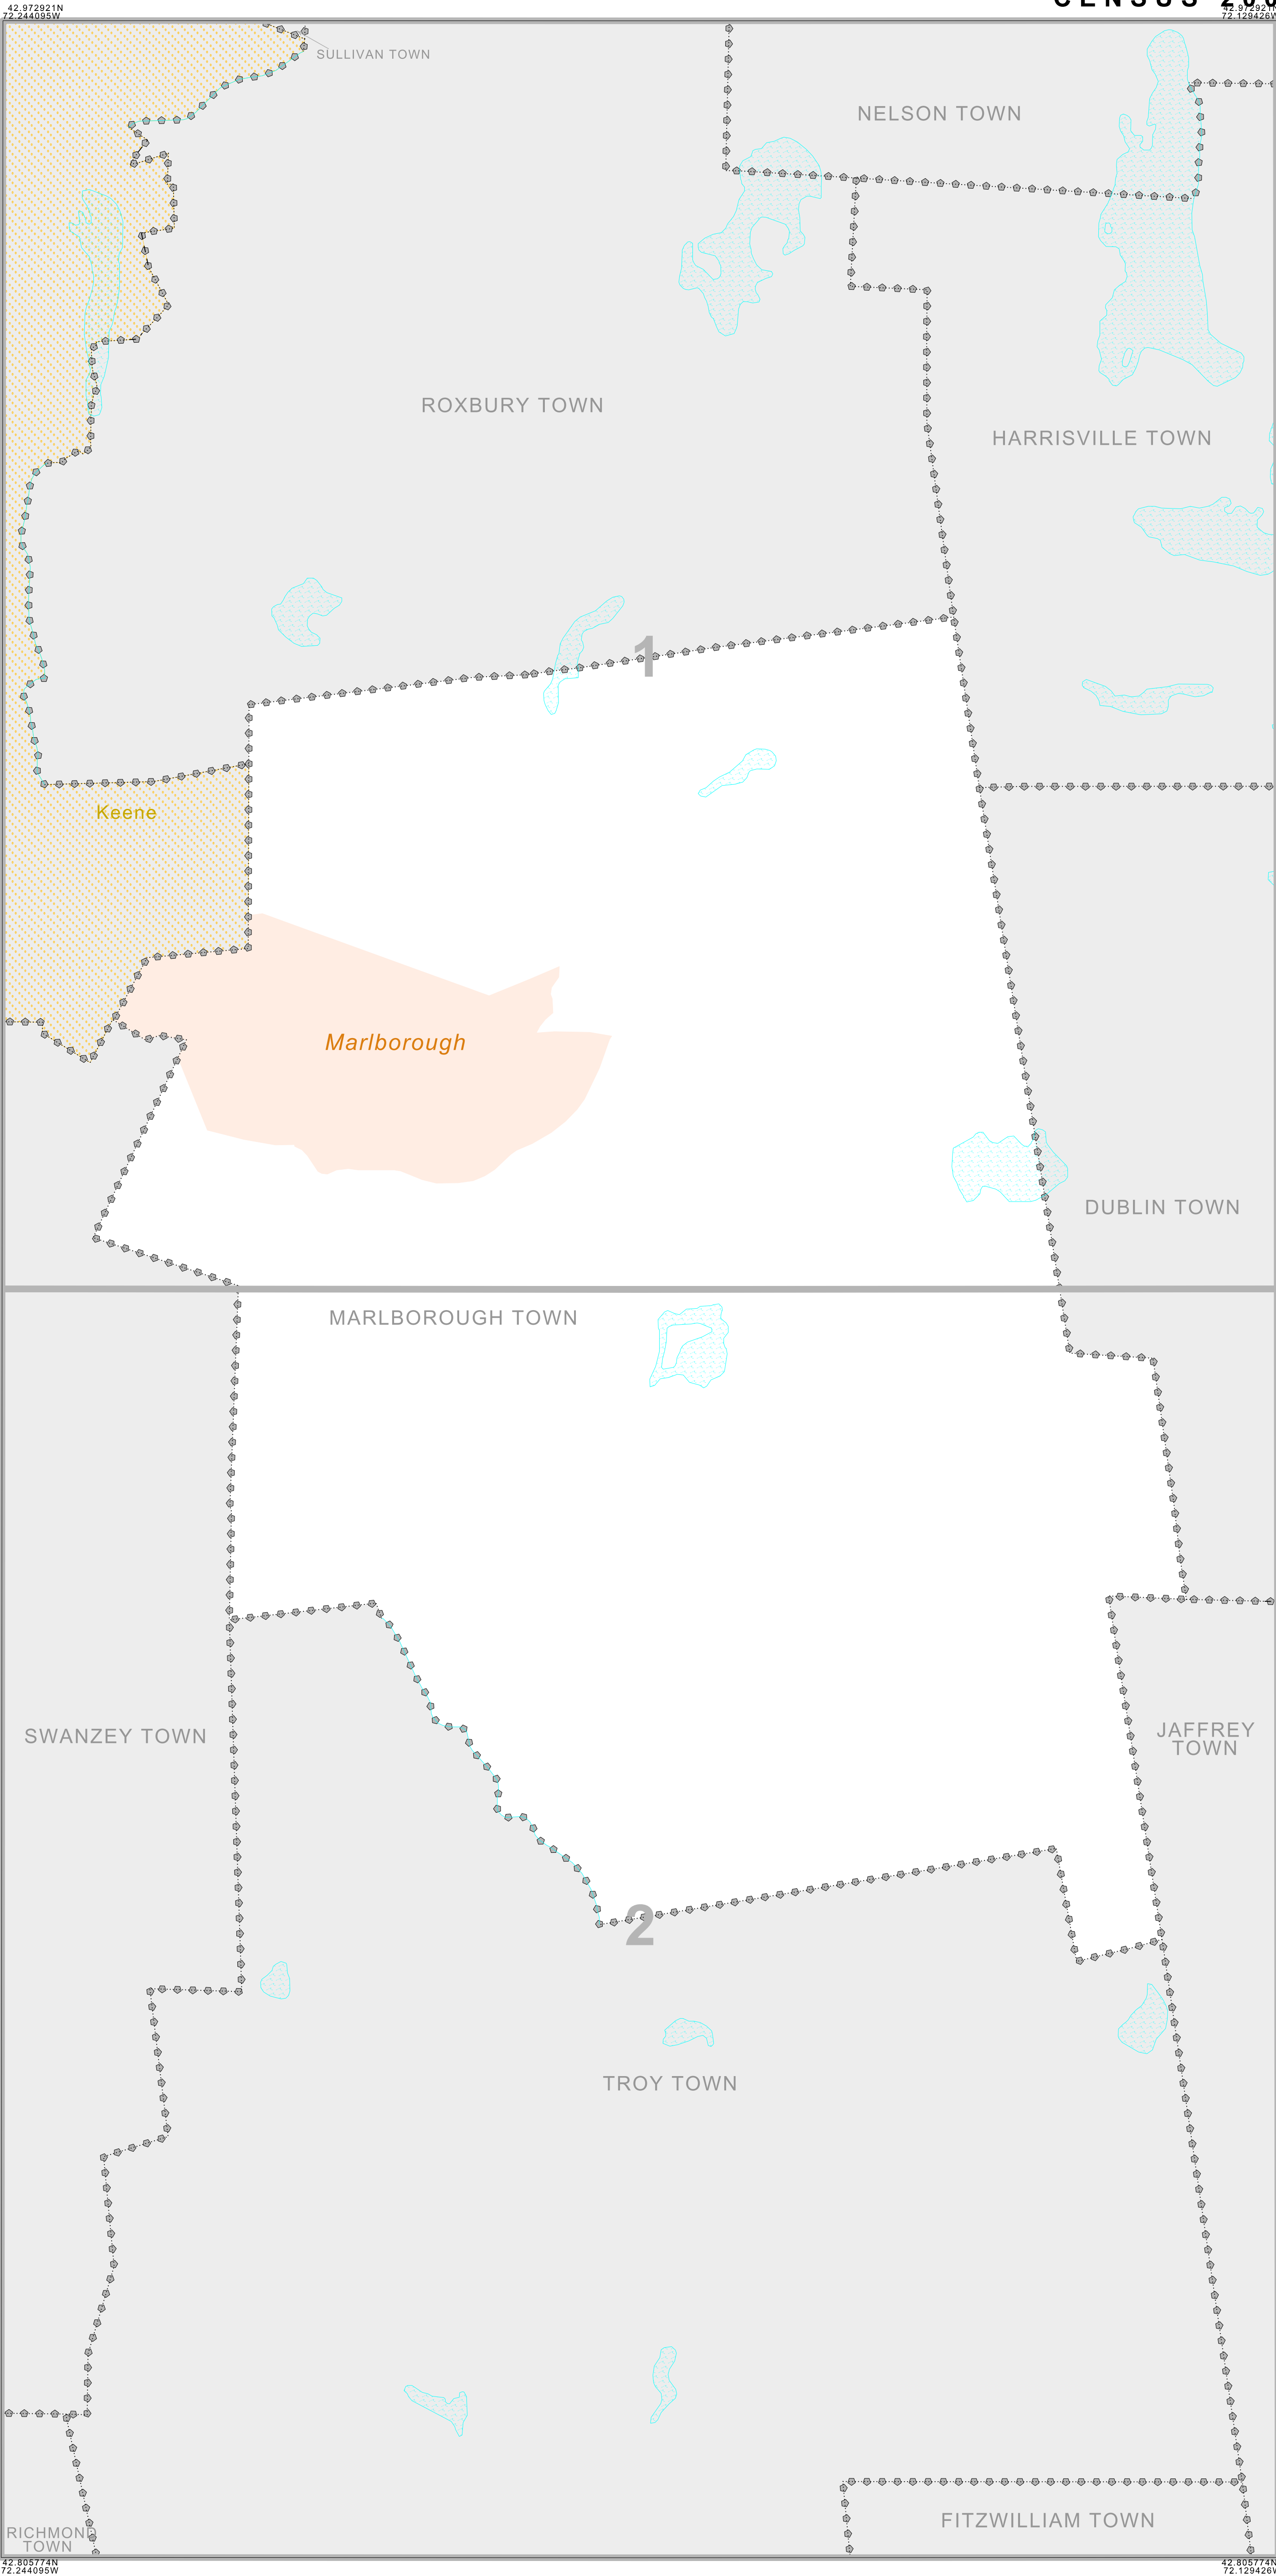 CENSUS 200
42.972921N
72.244095W
42.972921N
72.129426W
SULLIVAN TOWN
NELSON TOWN
ROXBURY TOWN
HARRISVILLE TOWN
1
Keene
Marlborough
DUBLIN TOWN
MARLBOROUGH TOWN
SWANZEY TOWN
JAFFREY
TOWN
2
TROY TOWN
FITZWILLIAM TOWN
RICHMOND
TOWN
42.805774N
72.244095W
42.805774N
72.129426W